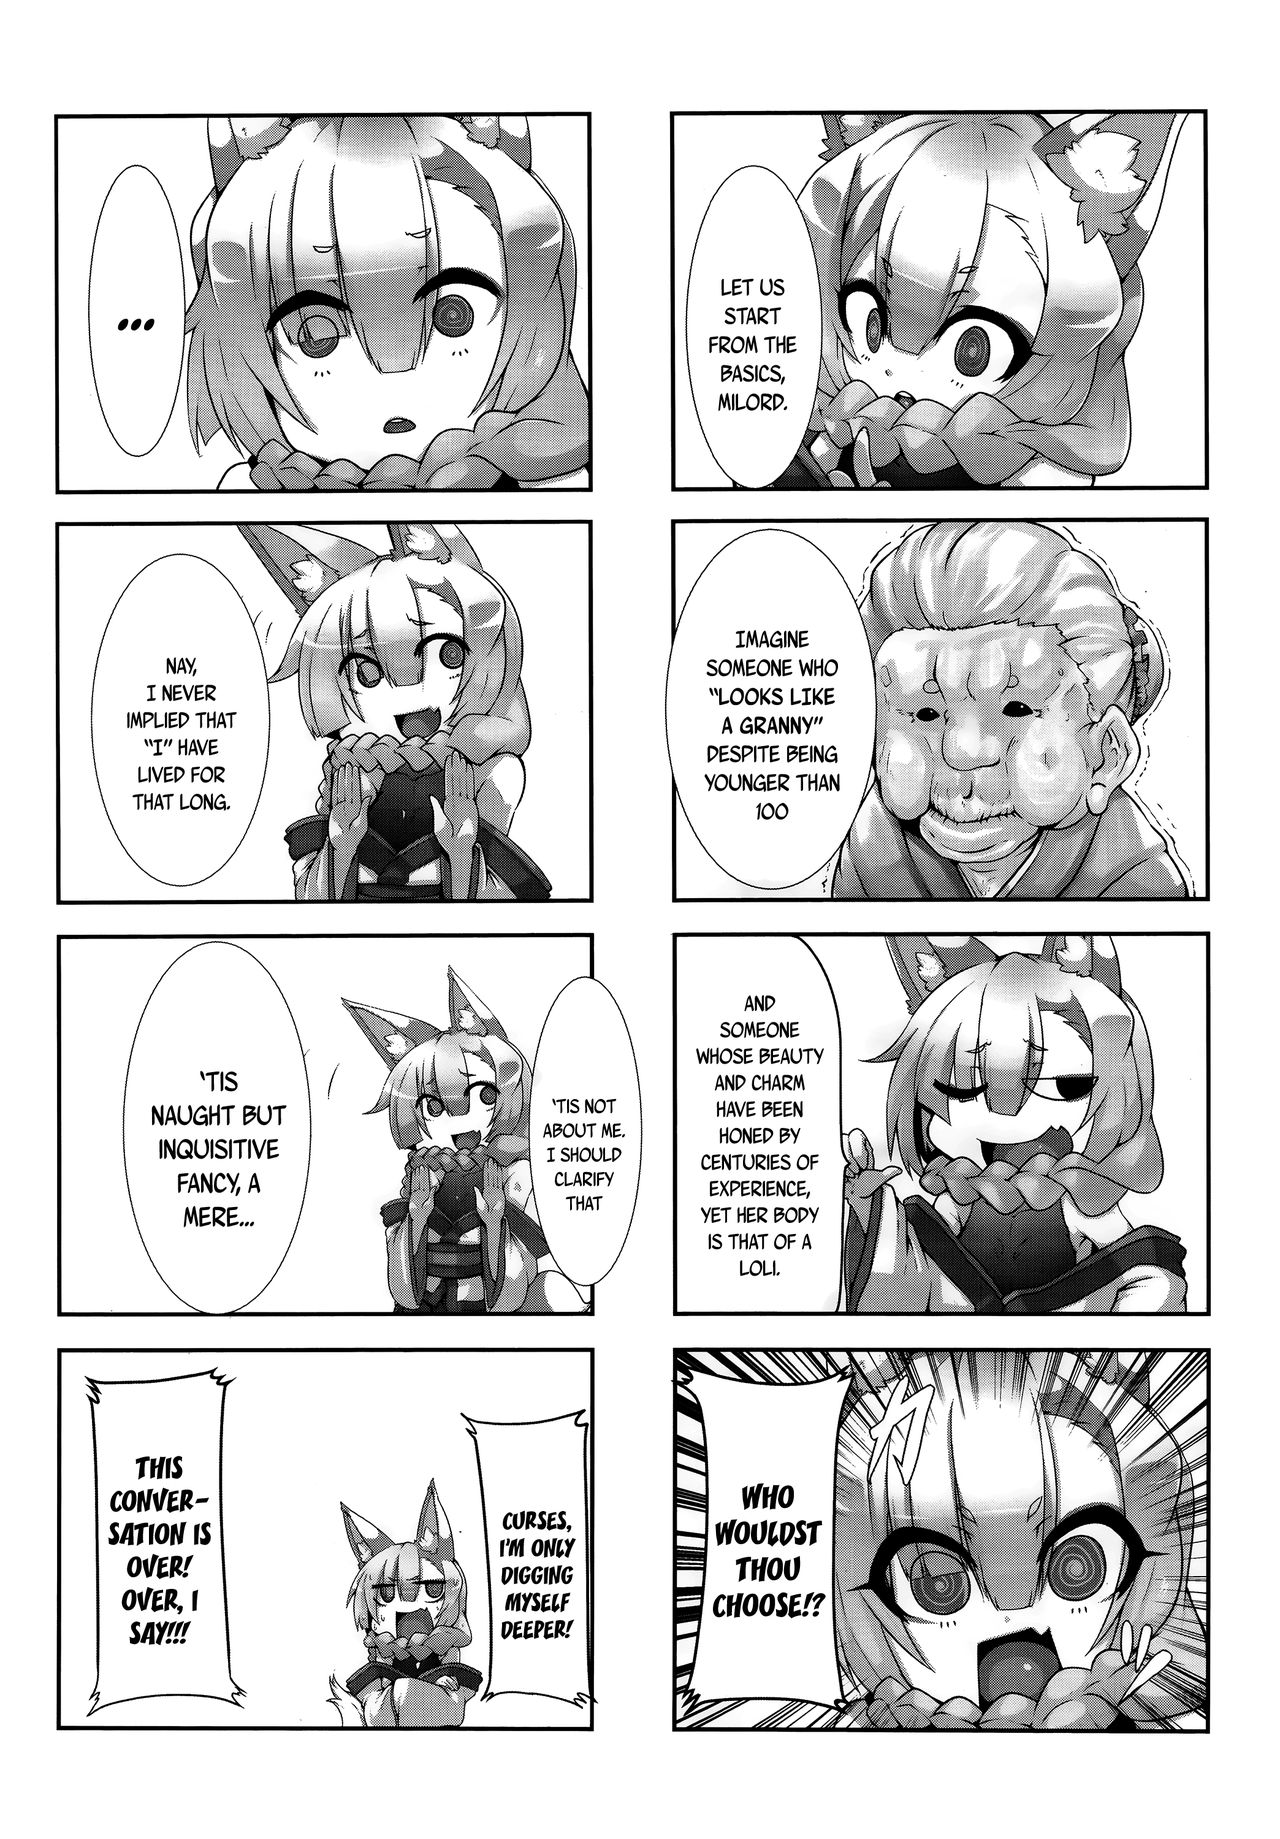 LET US
START
FROM THE
BASICS,
MILORD.
IMAGINE
SOMEONE WHO
“LOOKS LIKE
A GRANNY”
DESPITE BEING
YOUNGER THAN
100
AND
SOMEONE
WHOSE BEAUTY
AND CHARM
HAVE BEEN
HONED BY
CENTURIES OF
EXPERIENCE,
YET HER BODY
IS THAT OF A
LOLI.
WHO
WOULDST
THOU
CHOOSE!?
カッ
...
NAY,
I NEVER
IMPLIED THAT
“I” HAVE
LIVED FOR
THAT LONG.
‘TIS NOT
ABOUT ME.
I SHOULD
CLARIFY
THAT
‘TIS
NAUGHT BUT
INQUISITIVE
FANCY, A
MERE...
CURSES,
I'M ONLY
DIGGING
MYSELF
DEEPER!
THIS
CONVER-
SATION IS
OVER!
OVER, I
SAY!!!